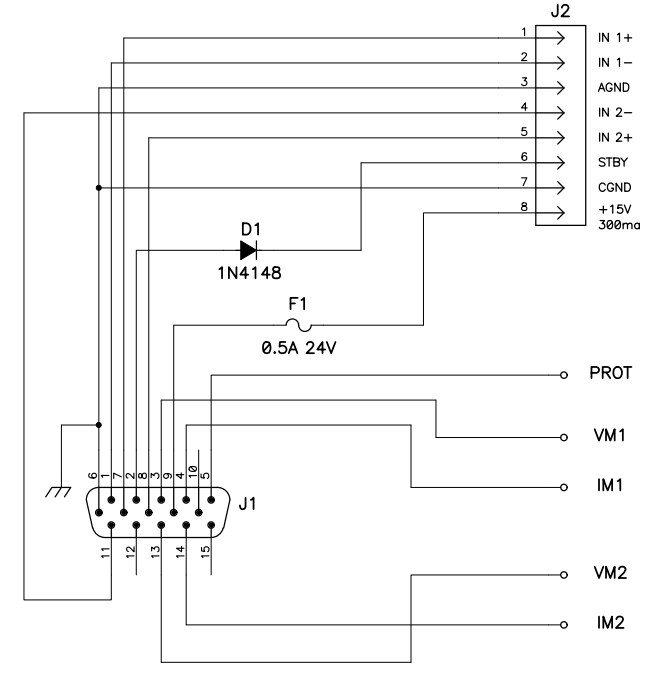 J2
1 IN 1+
2 IN 1−
3 AGND
4 IN 2−
5 IN 2+
6 STBY
7 CGND
8 +15V
300ma
D1
1N4148
F1
0.5A 24V
PROT
VM1
IM1
6 1 7 2 8 3 9 4 10 5
J1
11 12 13 14 15
VM2
IM2